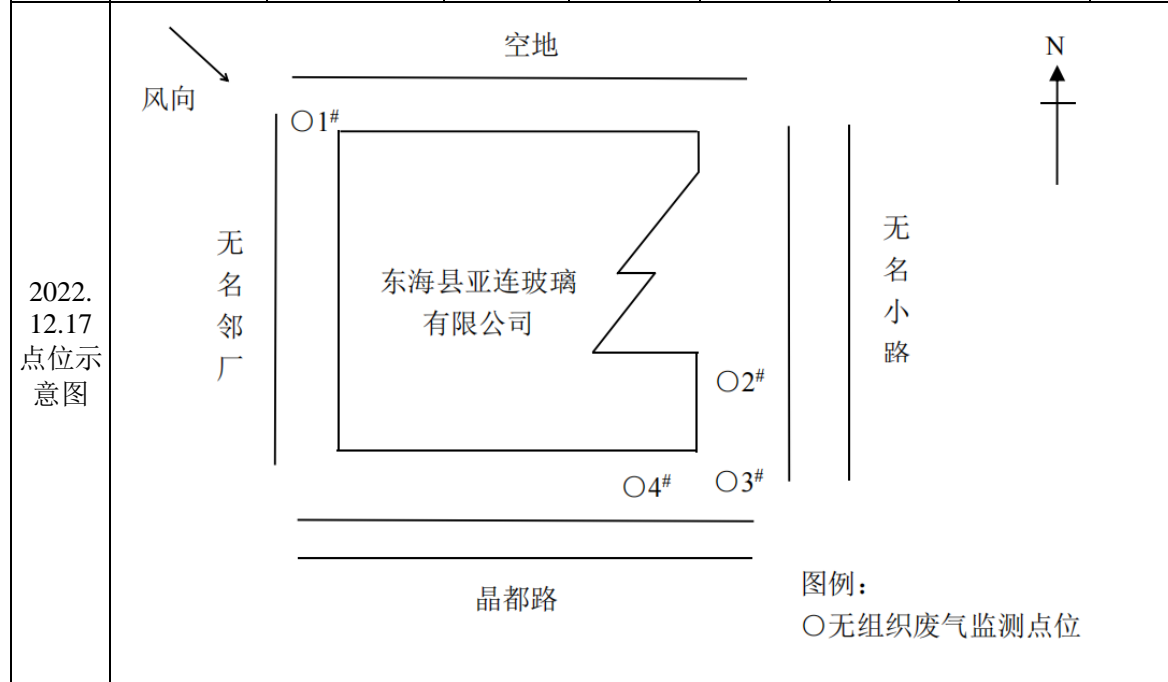 2022.
12.17
点位示
意图
空地
N
风向
○1#
无名邻厂
东海县亚连玻璃
有限公司
无名小路
○2#
○3#
○4#
晶都路
图例：
○无组织废气监测点位